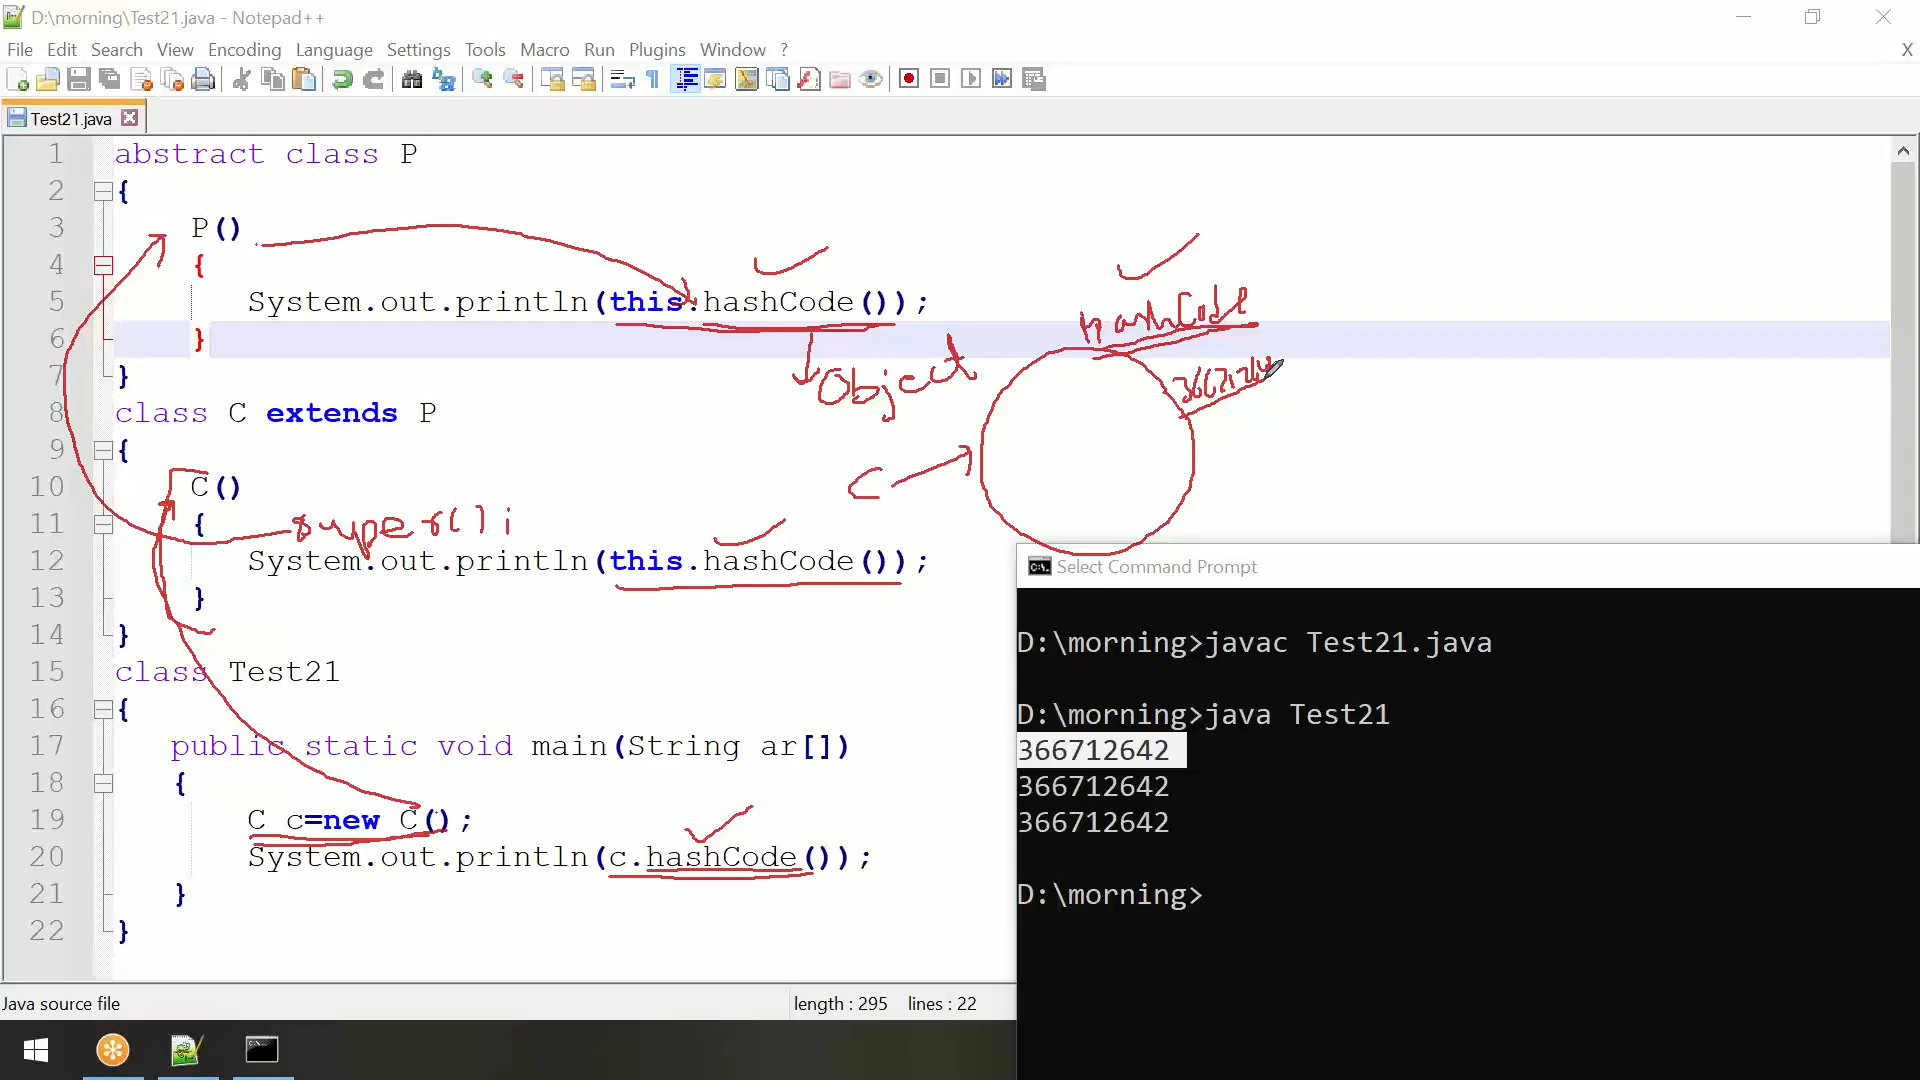 D:\morning\Test21.java - Notepad++
File Edit Search View Encoding Language Settings Tools Macro Run Plugins Window ? X
Test21.java
1 abstract class P
2 {
3 P()
4 {
5 System.out.println(this.hashCode());
6 }
7 }
8 class C extends P
9 {
10 C()
11 {
12 System.out.println(this.hashCode());
13 }
14 }
15 class Test21
16 {
17 public static void main(String ar[])
18 {
19 C c=new C();
20 System.out.println(c.hashCode());
21 }
22 }
hashCode
Object
36671264
C
super();
Select Command Prompt
D:\morning>javac Test21.java
D:\morning>java Test21
366712642
366712642
366712642
D:\morning>
Java source file
length : 295 lines : 22